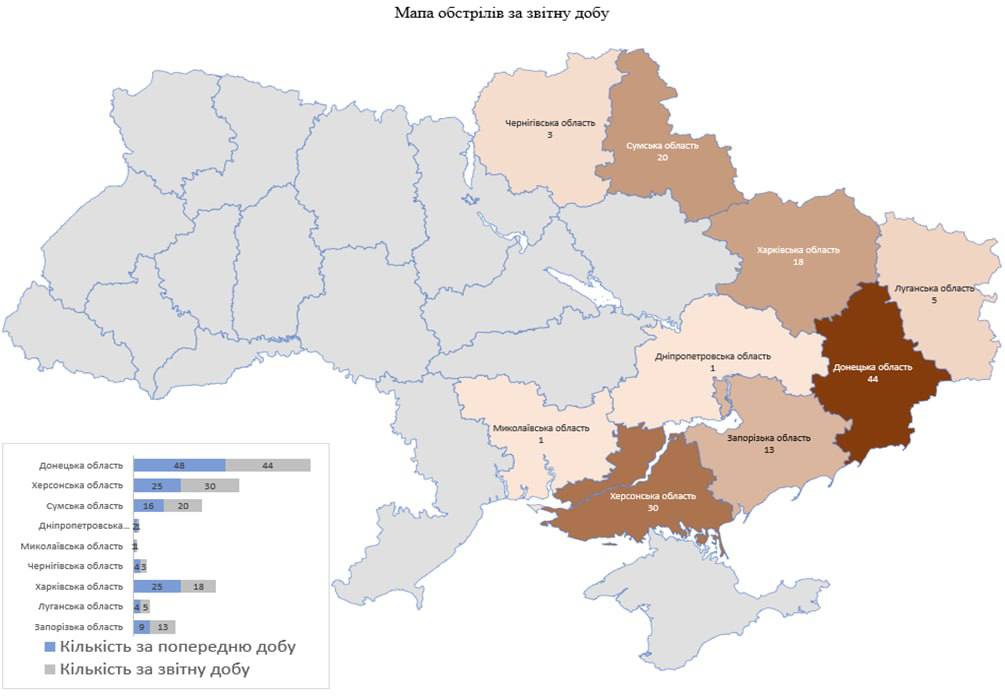 Мапа обстрілів за звітну добу
Чернігівська область
3
Сумська область
20
Харківська область
18
Луганська область
5
Дніпропетровська область
1
Донецька область
44
Миколаївська область
1
Запорізька область
13
Херсонська область
30
Донецька область 48 44
Херсонська область 25 30
Сумська область 16 20
Дніпропетровська... 1
Миколаївська область 1
Чернігівська область 4 3
Харківська область 25 18
Луганська область 4 5
Запорізька область 9 13
Кількість за попередню добу
Кількість за звітну добу